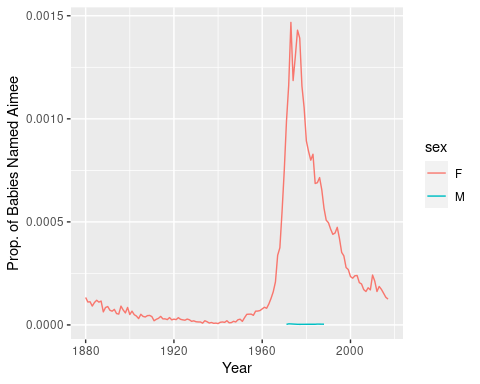 0.0015
0.0010
0.0005
0.0000
Prop. of Babies Named Aimee
1880 1920 1960 2000
Year
sex
F
M